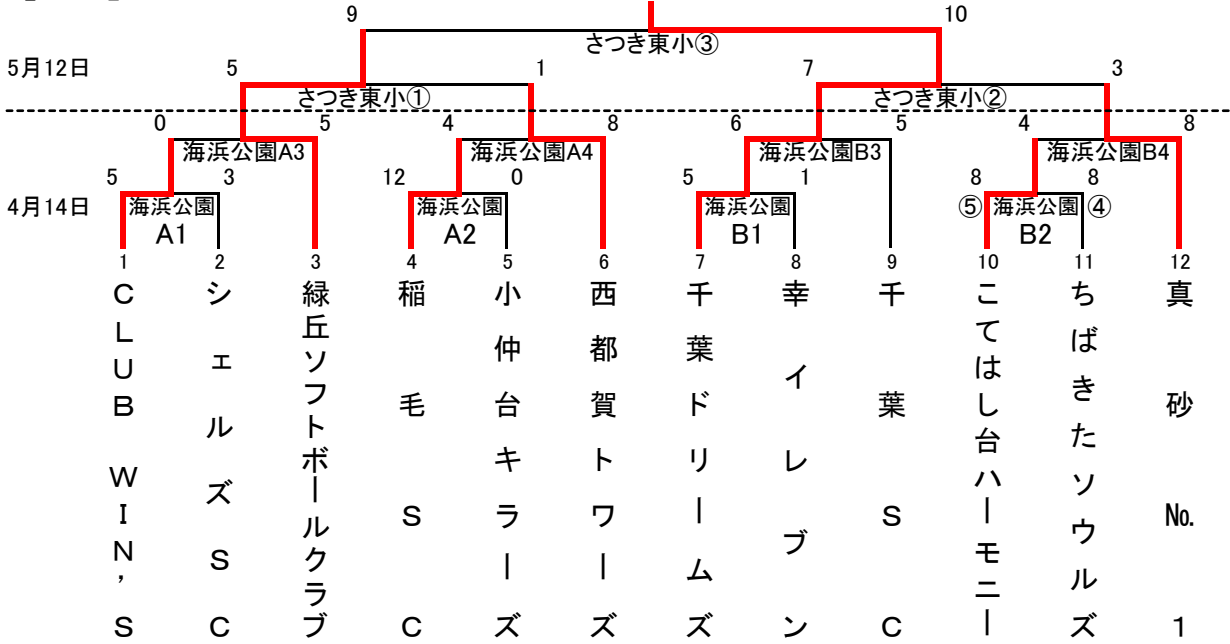 9 10
さつき東小③
5月12日 5 1 7 3
さつき東小① さつき東小②
0 5 4 8 6 5 4 8
海浜公園A3 海浜公園A4 海浜公園B3 海浜公園B4
5 3 12 0 5 1 8 8
4月14日 海浜公園 海浜公園 海浜公園 ⑤ 海浜公園 ④
A1 A2 B1 B2
1 2 3 4 5 6 7 8 9 10 11 12
CLUB WIN'S
シェルズSC
緑丘ソフトボールクラブ
稲毛SC
小仲台キラーズ
西都賀トワーズ
千葉ドリームズ
幸イレブン
千葉SC
こてはし台ハーモニー
ちばきたソウルズ
真砂№1